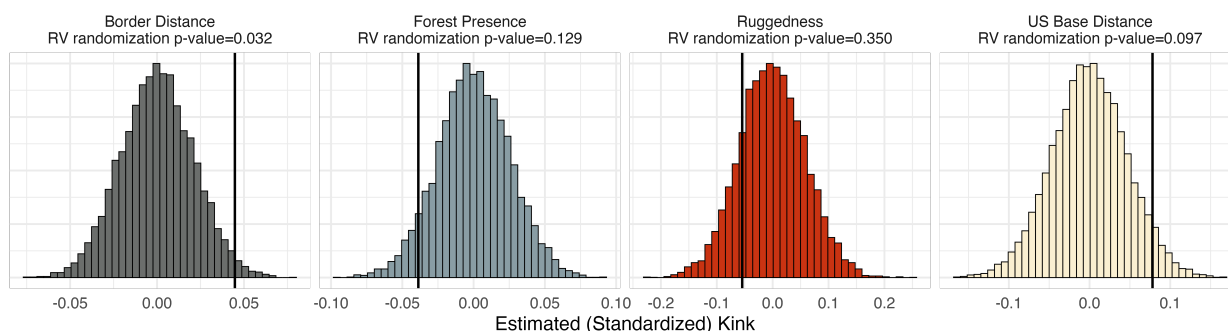 Border Distance
RV randomization p-value=0.032
Forest Presence
RV randomization p-value=0.129
Ruggedness
RV randomization p-value=0.350
US Base Distance
RV randomization p-value=0.097
-0.05 0.00 0.05
-0.10 -0.05 0.00 0.05 0.10
-0.2 -0.1 0.0 0.1 0.2
-0.1 0.0 0.1
Estimated (Standardized) Kink